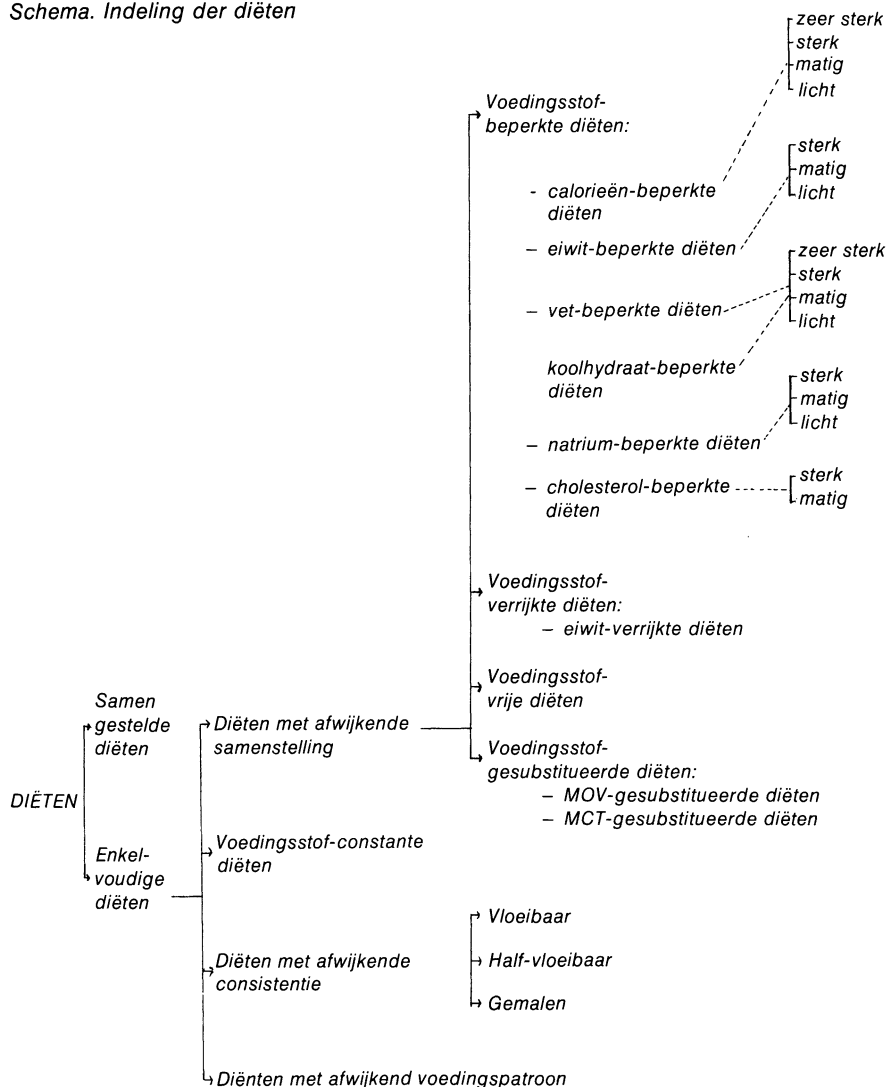 Schema. Indeling der diëten
zeer sterk
sterk
matig
licht
Voedingsstof-
beperkte diëten:
- calorieën-beperkte
diëten
sterk
matig
licht
– eiwit-beperkte diëten
zeer sterk
sterk
matig
licht
– vet-beperkte diëten
koolhydraat-beperkte
diëten
sterk
matig
licht
– natrium-beperkte diëten
– cholesterol-beperkte
diëten
sterk
matig
Voedingsstof-
verrijkte diëten:
– eiwit-verrijkte diëten
Voedingsstof-
vrije diëten
Voedingsstof-
gesubstitueerde diëten:
– MOV-gesubstitueerde diëten
– MCT-gesubstitueerde diëten
Samen
gestelde
diëten
Diëten met afwijkende
samenstelling
DIËTEN
Enkel-
voudige
diëten
Voedingsstof-constante
diëten
Diëten met afwijkende
consistentie
Vloeibaar
Half-vloeibaar
Gemalen
Diënten met afwijkend voedingspatroon